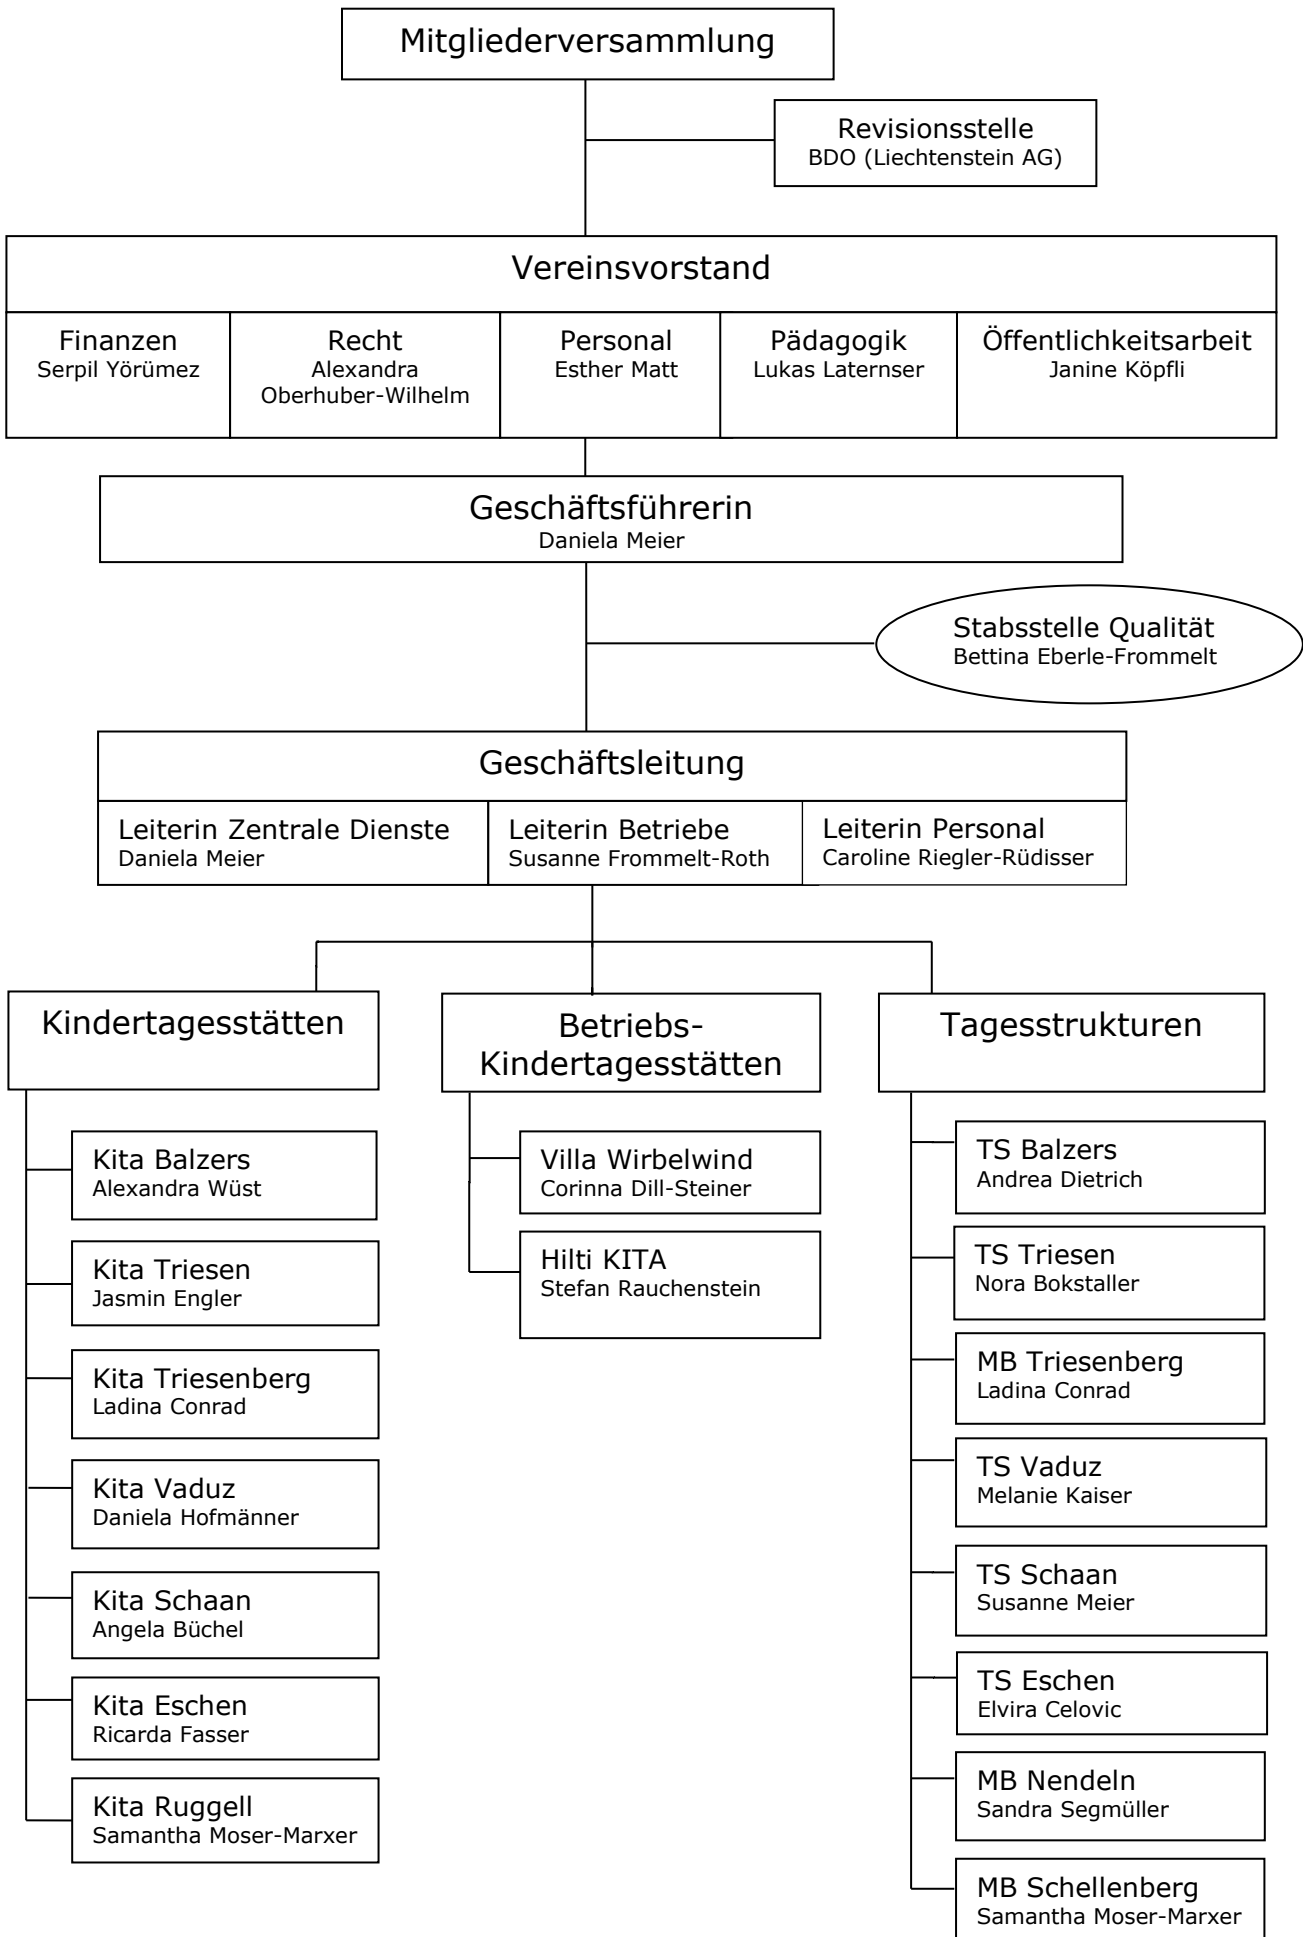 Mitgliederversammlung
Revisionsstelle
BDO (Liechtenstein AG)
Vereinsvorstand
Finanzen
Serpil Yörümez
Recht
Alexandra
Oberhuber-Wilhelm
Personal
Esther Matt
Pädagogik
Lukas Laternser
Öffentlichkeitsarbeit
Janine Köpfli
Geschäftsführerin
Daniela Meier
Stabsstelle Qualität
Bettina Eberle-Frommelt
Geschäftsleitung
Leiterin Zentrale Dienste
Daniela Meier
Leiterin Betriebe
Susanne Frommelt-Roth
Leiterin Personal
Caroline Riegler-Rüdisser
Kindertagesstätten
Kita Balzers
Alexandra Wüst
Kita Triesen
Jasmin Engler
Kita Triesenberg
Ladina Conrad
Kita Vaduz
Daniela Hofmänner
Kita Schaan
Angela Büchel
Kita Eschen
Ricarda Fasser
Kita Ruggell
Samantha Moser-Marxer
Betriebs-
Kindertagesstätten
Villa Wirbelwind
Corinna Dill-Steiner
Hilti KITA
Stefan Rauchenstein
Tagesstrukturen
TS Balzers
Andrea Dietrich
TS Triesen
Nora Bokstaller
MB Triesenberg
Ladina Conrad
TS Vaduz
Melanie Kaiser
TS Schaan
Susanne Meier
TS Eschen
Elvira Celovic
MB Nendeln
Sandra Segmüller
MB Schellenberg
Samantha Moser-Marxer